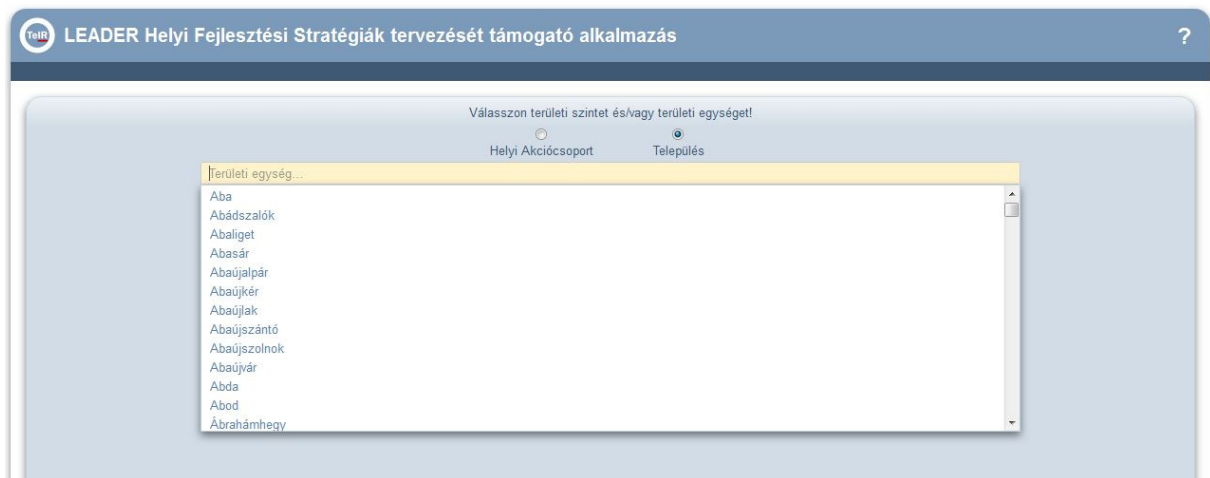 TeIR
LEADER Helyi Fejlesztési Stratégiák tervezését támogató alkalmazás
?
Válasszon területi szintet és/vagy területi egységet!
Helyi Akciócsoport Település
Területi egység...
Aba
Abádszalók
Abaliget
Abasár
Abaújalpár
Abaújkér
Abaújlak
Abaújszántó
Abaújszolnok
Abaújvár
Abda
Abod
Ábrahámhegy